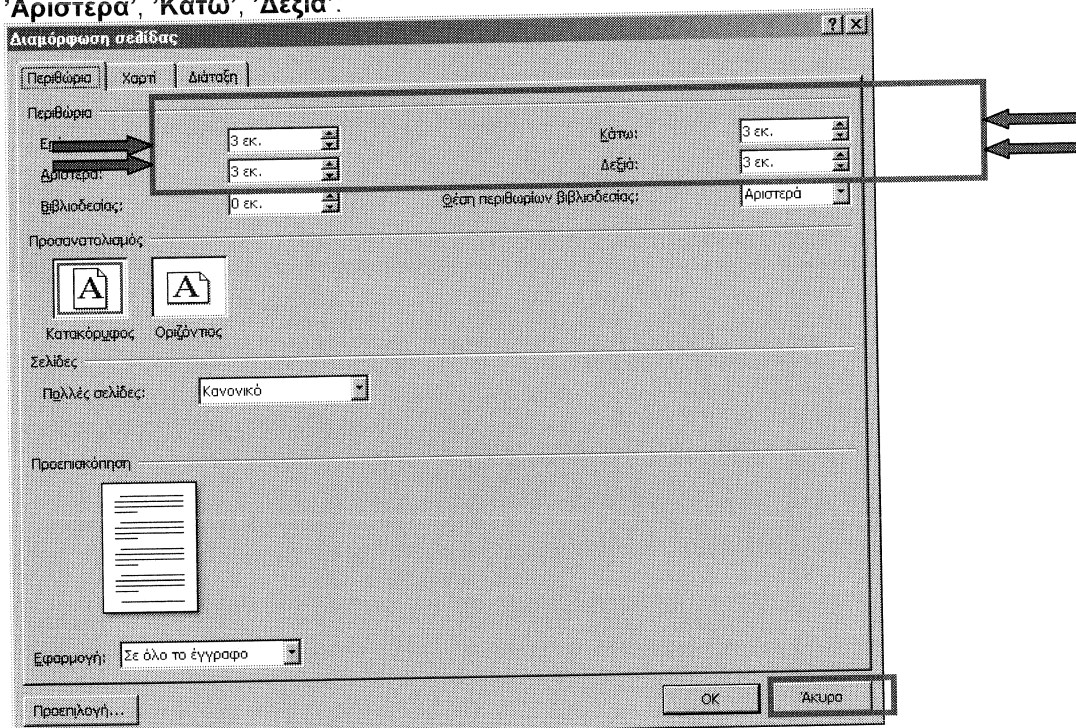 'Αριστερά', 'Κάτω', 'Δεξιά'.
Διαμόρφωση σελίδας
Περιθώρια Χαρτί Διάταξη
Περιθώρια
3 εκ. Κάτω: 3 εκ.
Αριστερά: 3 εκ. Δεξιά: 3 εκ.
Βιβλιοδεσίας: 0 εκ. Θέση περιθωρίων βιβλιοδεσίας: Αριστερά
Προσανατολισμός
A A
Κατακόρυφος Οριζόντιος
Σελίδες
Πολλές σελίδες: Κανονικό
Προεπισκόπηση
Εφαρμογή: Σε όλο το έγγραφο
Προεπιλογή... OK Άκυρο